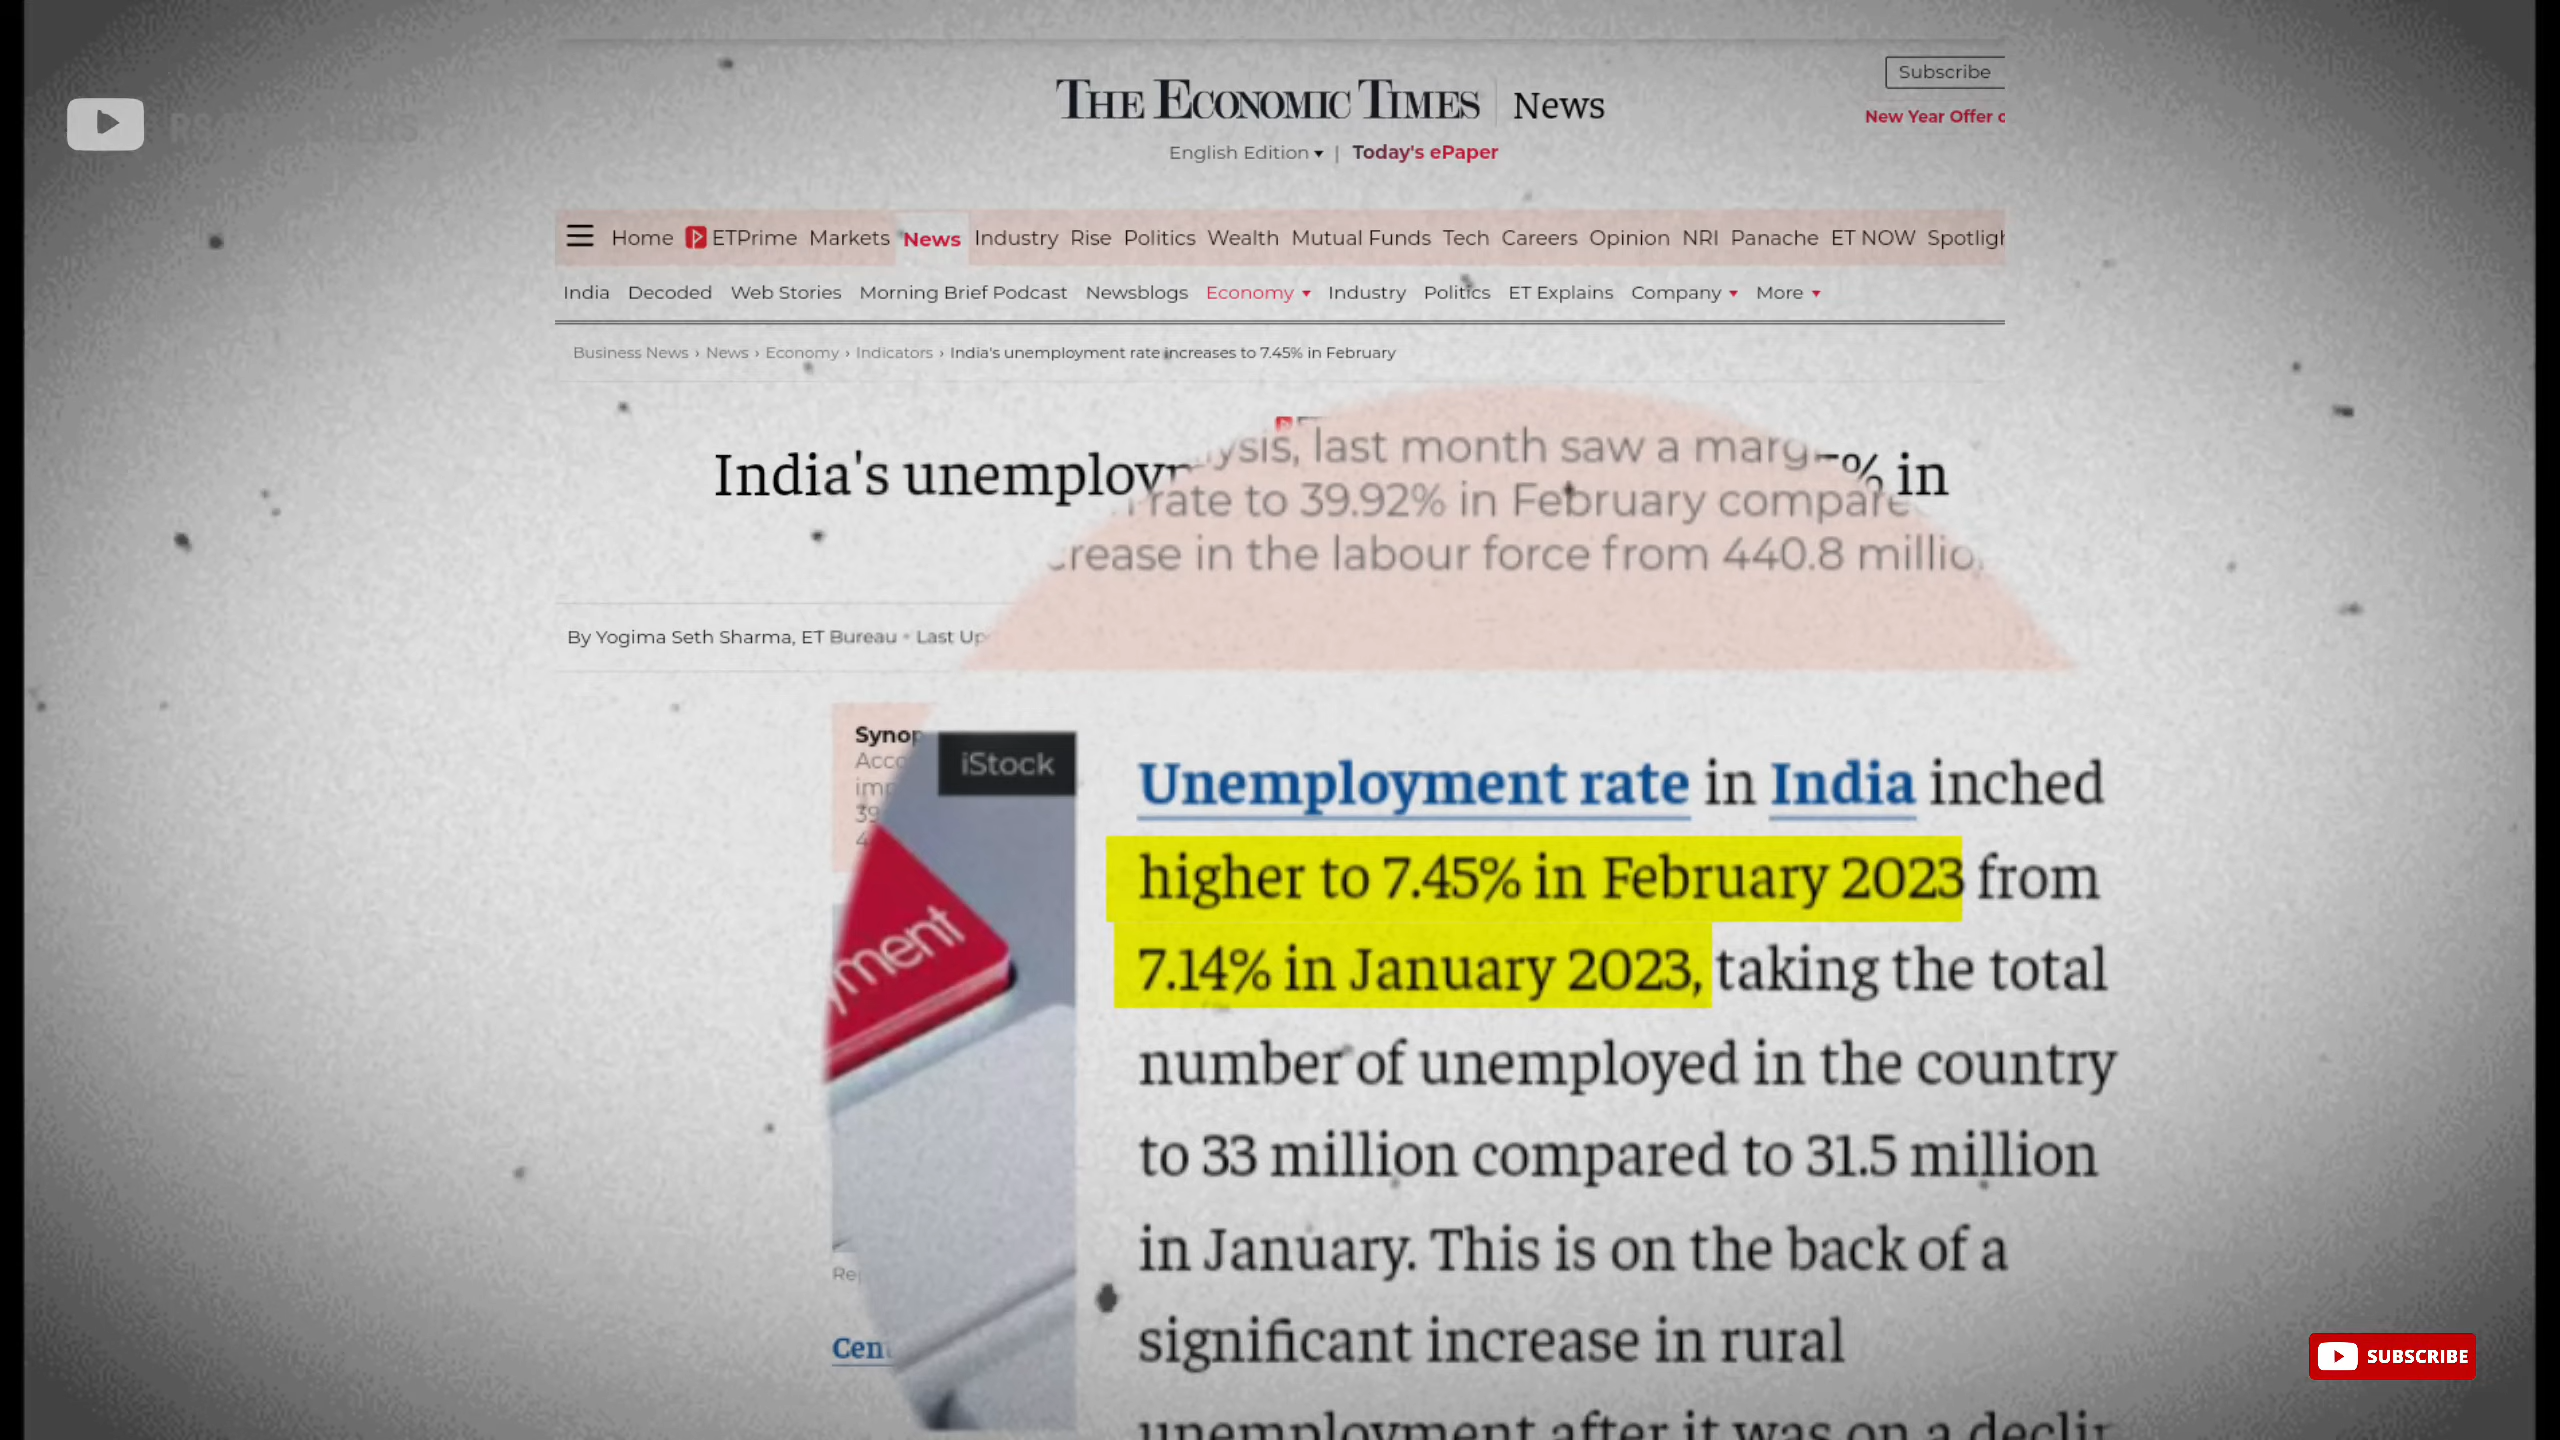 Subscribe
THE ECONOMIC TIMES | News
New Year Offer
English Edition | Today's ePaper
Home ETPrime Markets News Industry Rise Politics Wealth Mutual Funds Tech Careers Opinion NRI Panache ET NOW
India Decoded Web Stories Morning Brief Podcast Newsblogs Economy Industry Politics ET Explains Company More
Business News › News › Economy › Indicators › India's unemployment rate increases to 7.45% in February
last month saw a
India's % in
rate to 39.92% in February
in the labour force from 440.8
By Yogima Seth Sharma, ET Bureau • Last
iStock
Unemployment rate in India inched
higher to 7.45% in February 2023 from
7.14% in January 2023, taking the total
number of unemployed in the country
to 33 million compared to 31.5 million
in January. This is on the back of a
significant increase in rural
unemployment after it was on a
SUBSCRIBE